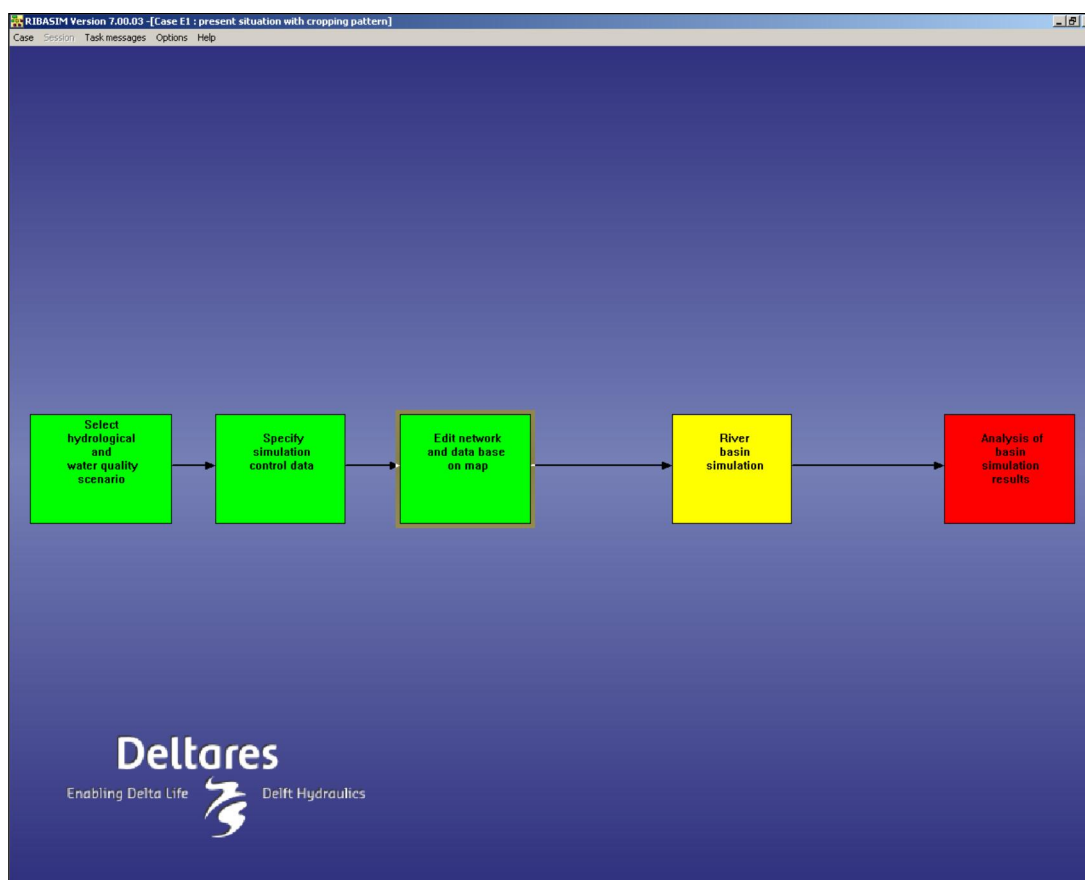 RIBASIM Version 7.00.03 -[Case E1 : present situation with cropping pattern]
Case Session Task messages Options Help
Select
hydrological
and
water quality
scenario
Specify
simulation
control data
Edit network
and data base
on map
River
basin
simulation
Analysis of
basin
simulation
results
Deltares
Enabling Delta Life Delft Hydraulics